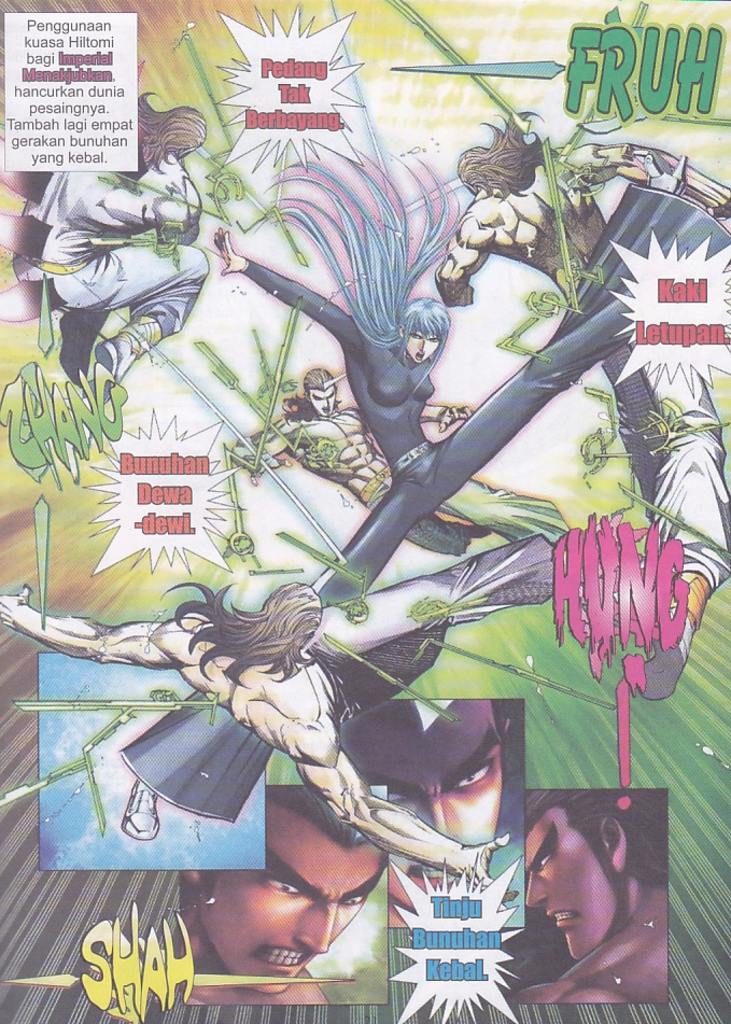 Penggunaan
kuasa Hiltomi
bagi Imperial
Menakjubkan,
hancurkan dunia
pesaingnya.
Tambah lagi empat
gerakan bunuhan
yang kebal.
Pedang
Tak
Berbayang.
FRUH
Kaki
Letupan.
ZHANG
Bunuhan
Dewa
-dewi.
HUNG!
Tinju
Bunuhan
Kebal.
SHAH